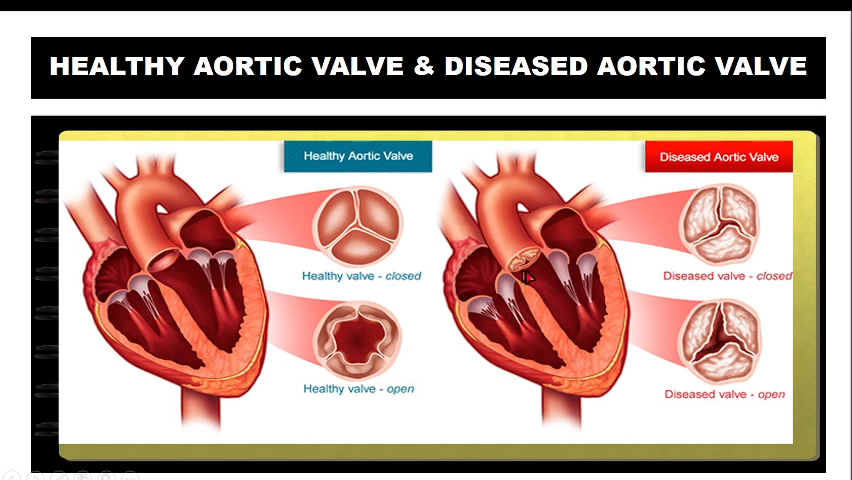 HEALTHY AORTIC VALVE & DISEASED AORTIC VALVE
Healthy Aortic Valve
Healthy valve - closed
Healthy valve - open
Diseased Aortic Valve
Diseased valve - closed
Diseased valve - open